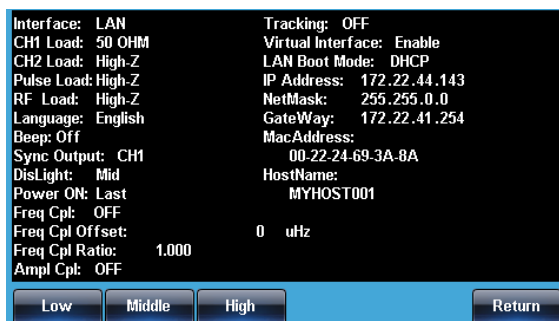 Interface: LAN
CH1 Load: 50 OHM
CH2 Load: High-Z
Pulse Load: High-Z
RF Load: High-Z
Language: English
Beep: Off
Sync Output: CH1
DisLight: Mid
Power ON: Last
Freq Cpl: OFF
Freq Cpl Offset: 0 uHz
Freq Cpl Ratio: 1.000
Ampl Cpl: OFF
Tracking: OFF
Virtual Interface: Enable
LAN Boot Mode: DHCP
IP Address: 172.22.44.143
NetMask: 255.255.0.0
GateWay: 172.22.41.254
MacAddress:
00-22-24-69-3A-8A
HostName:
MYHOST001
Low Middle High Return